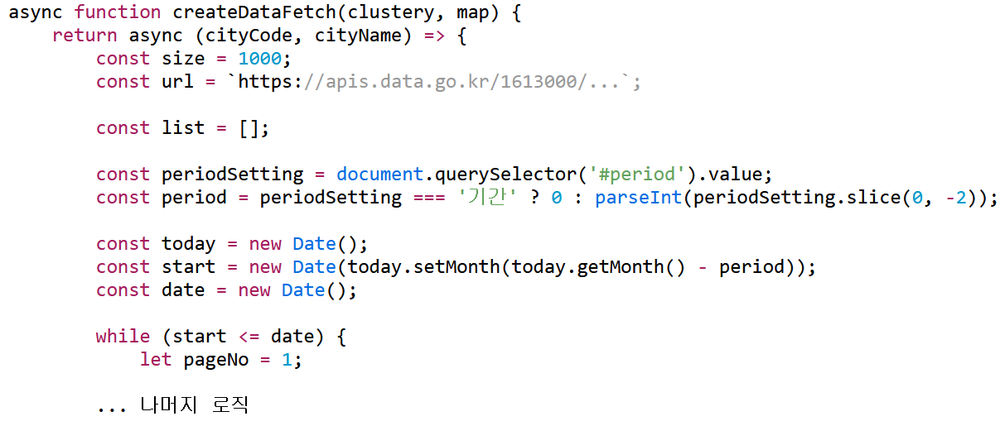 async function createDataFetch(clustery, map) {
    return async (cityCode, cityName) => {
        const size = 1000;
        const url = `https://apis.data.go.kr/1613000/...`;

        const list = [];

        const periodSetting = document.querySelector('#period').value;
        const period = periodSetting === '기간' ? 0 : parseInt(periodSetting.slice(0, -2));

        const today = new Date();
        const start = new Date(today.setMonth(today.getMonth() - period));
        const date = new Date();

        while (start <= date) {
            let pageNo = 1;

        ... 나머지 로직